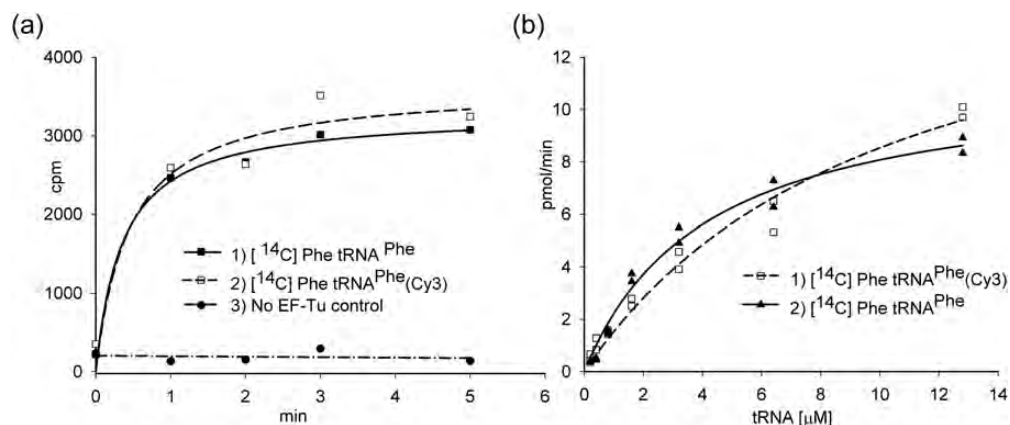 (a)
4000
3000
2000
1000
0
cpm
0 1 2 3 4 5 6
min
1) [14C] Phe tRNAPhe
2) [14C] Phe tRNAPhe(Cy3)
3) No EF-Tu control
(b)
12
10
8
6
4
2
0
pmol/min
0 2 4 6 8 10 12 14
tRNA [µM]
1) [14C] Phe tRNAPhe(Cy3)
2) [14C] Phe tRNAPhe